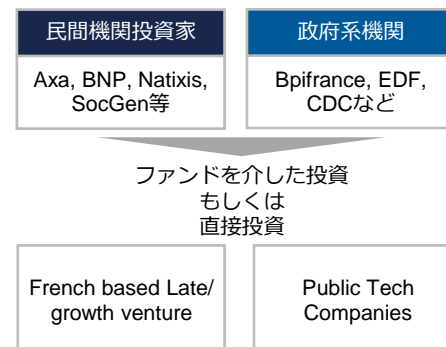 民間機関投資家
政府系機関
Axa, BNP, Natixis,
SocGen等
Bpifrance, EDF,
CDCなど
ファンドを介した投資
もしくは
直接投資
French based Late/
growth venture
Public Tech
Companies